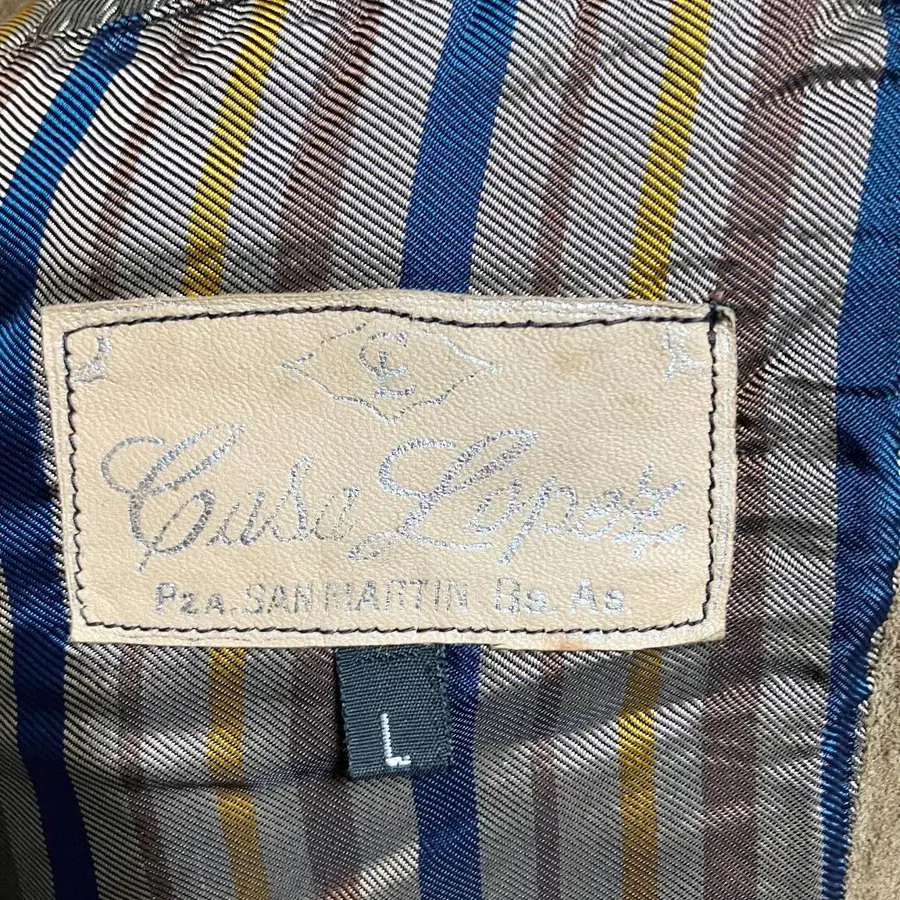 CL
Casa Lopez
PzA. SAN MARTIN Bs. As.
L